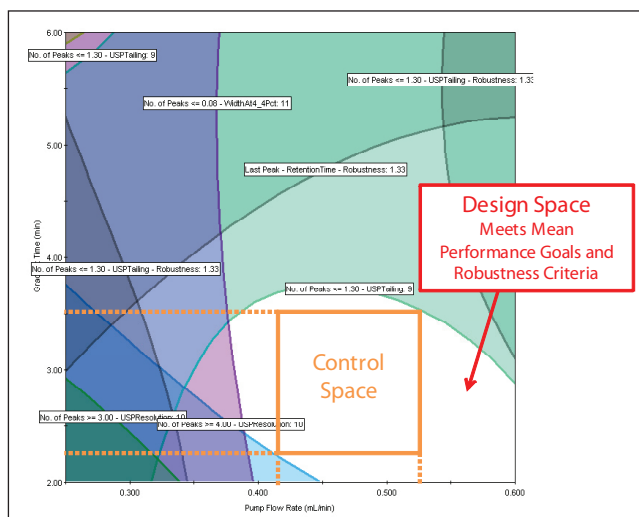 6.00
No. of Peaks <= 1.30 - USPTailing: 9
No. of Peaks <= 1.30 - USPTailing - Robustness: 1.33
No. of Peaks <= 0.08 - WidthAt4_4Pct: 11
5.00
Last Peak - RetentionTime - Robustness: 1.33
Design Space
Meets Mean
Performance Goals and
Robustness Criteria
4.00
No. of Peaks <= 1.30 - USPTailing - Robustness: 1.33
No. of Peaks <= 1.30 - USPTailing: 9
Time (min)
Control
Space
3.00
No. of Peaks >= 3.00 - USPResolution: 10
No. of Peaks >= 4.00 - USPResolution: 10
2.00
0.300
0.400
0.500
0.600
Pump Flow Rate (mL/min)